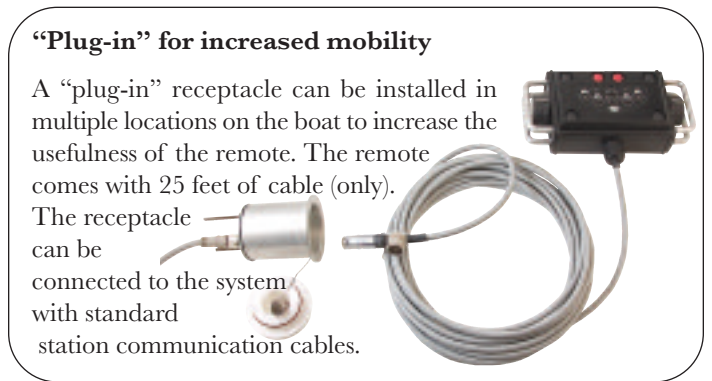 “Plug-in” for increased mobility
A “plug-in” receptacle can be installed in
multiple locations on the boat to increase the
usefulness of the remote. The remote
comes with 25 feet of cable (only).
The receptacle
can be
connected to the system
with standard
station communication cables.